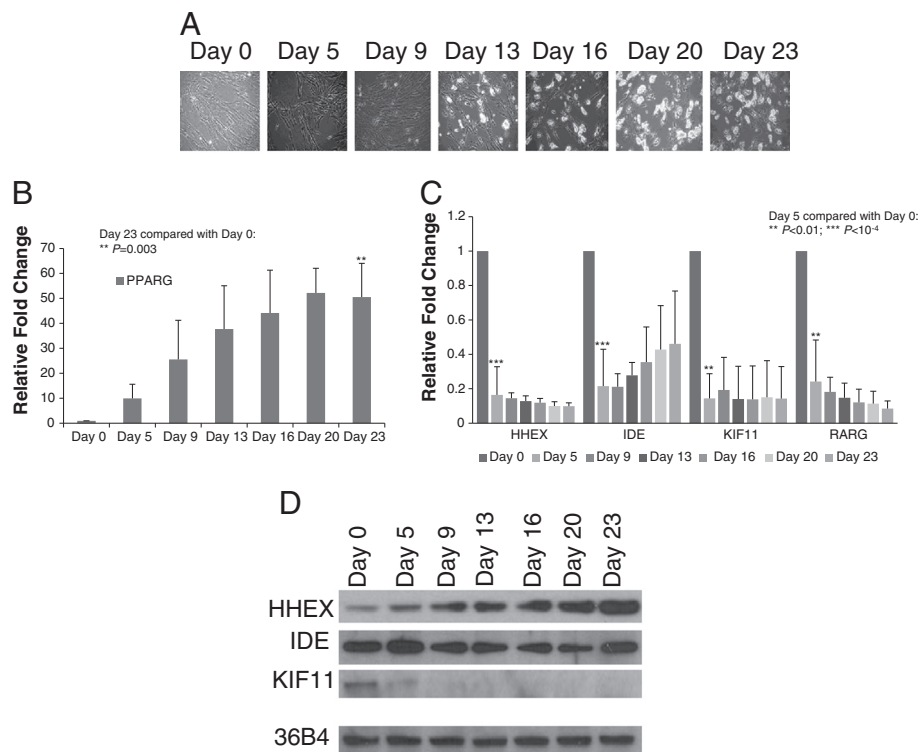 A
Day 0 Day 5 Day 9 Day 13 Day 16 Day 20 Day 23
B
Day 23 compared with Day 0:
** P=0.003
Relative Fold Change
70
60
50
40
30
20
10
0
PPARG
**
Day 0 Day 5 Day 9 Day 13 Day 16 Day 20 Day 23
C
Day 5 compared with Day 0:
** P<0.01; *** P<10-4
Relative Fold Change
1.2
1
0.8
0.6
0.4
0.2
0
*** *** ** **
HHEX IDE KIF11 RARG
Day 0 Day 5 Day 9 Day 13 Day 16 Day 20 Day 23
D
Day 0 Day 5 Day 9 Day 13 Day 16 Day 20 Day 23
HHEX
IDE
KIF11
36B4